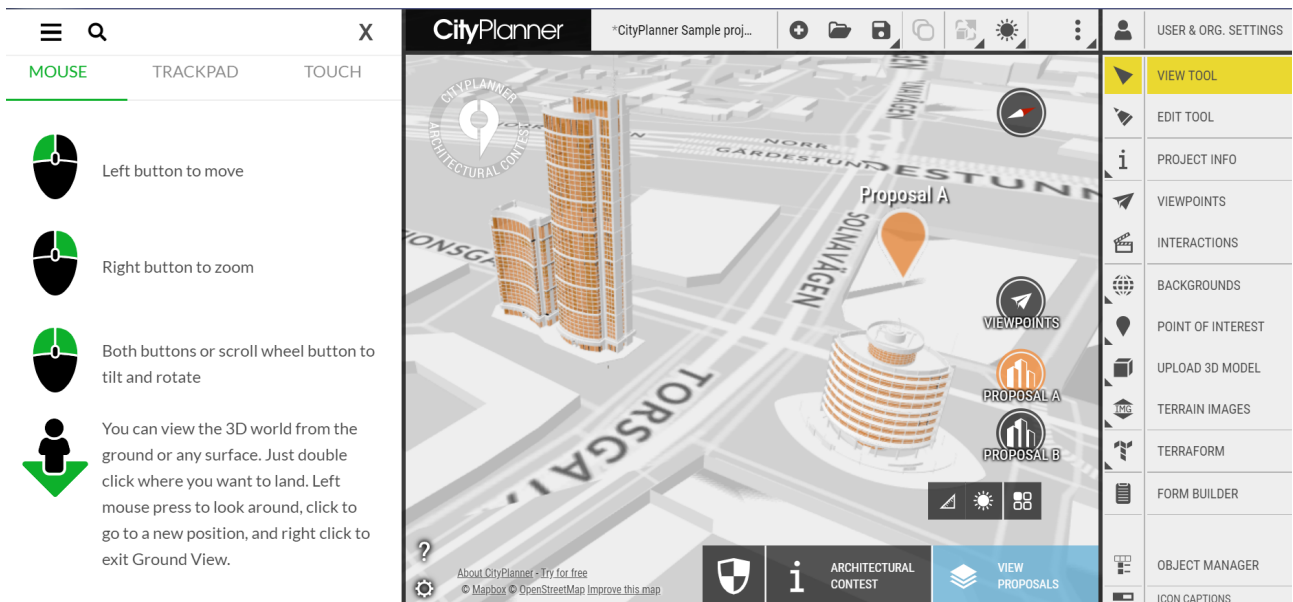 X
MOUSE
TRACKPAD
TOUCH
Left button to move
Right button to zoom
Both buttons or scroll wheel button to
tilt and rotate
You can view the 3D world from the
ground or any surface. Just double
click where you want to land. Left
mouse press to look around, click to
go to a new position, and right click to
exit Ground View.
CityPlanner
*CityPlanner Sample proj...
CITYPLANNER
ARCHITECTURAL CONTEST
NORR
SOLNAVÄGEN
TORSGATA
Proposal A
VIEWPOINTS
PROPOSAL A
PROPOSAL B
?
About CityPlanner - Try for free
© Mapbox © OpenStreetMap Improve this map
i
ARCHITECTURAL
CONTEST
VIEW
PROPOSALS
USER & ORG. SETTINGS
VIEW TOOL
EDIT TOOL
i
PROJECT INFO
VIEWPOINTS
INTERACTIONS
BACKGROUNDS
POINT OF INTEREST
UPLOAD 3D MODEL
IMG
TERRAIN IMAGES
TERRAFORM
FORM BUILDER
OBJECT MANAGER
ICON CAPTIONS